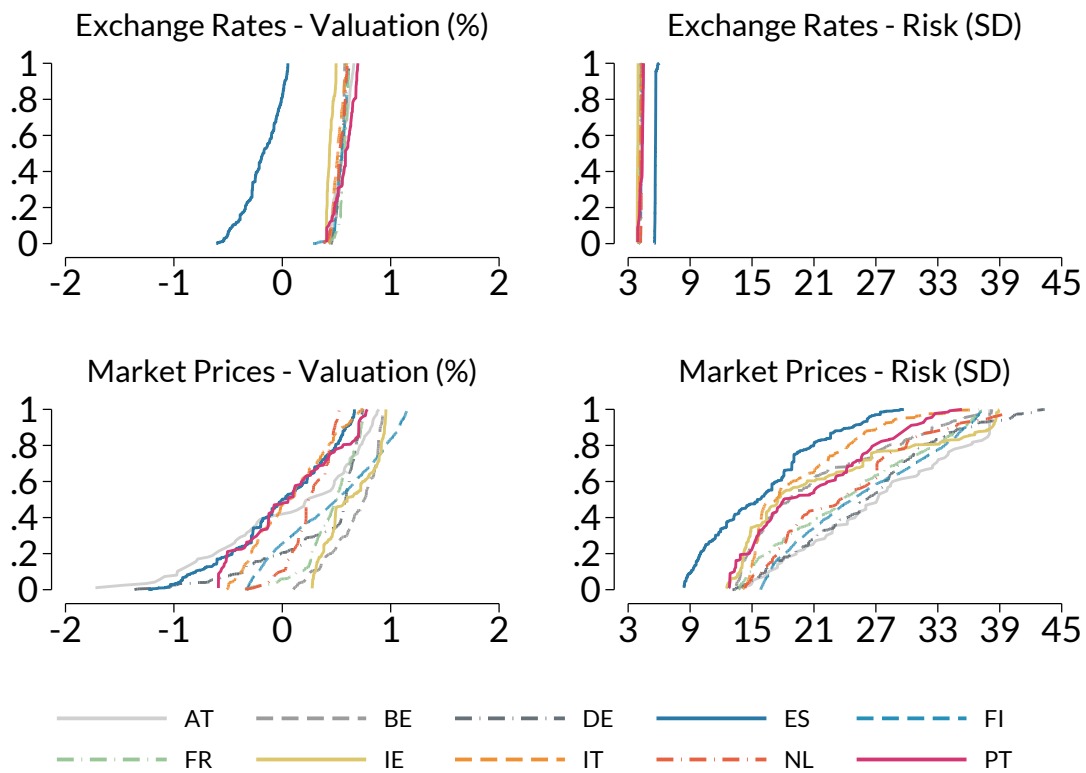 Exchange Rates - Valuation (%)
Exchange Rates - Risk (SD)
1
.8
.6
.4
.2
0
-2 -1 0 1 2
1
.8
.6
.4
.2
0
3 9 15 21 27 33 39 45
Market Prices - Valuation (%)
Market Prices - Risk (SD)
1
.8
.6
.4
.2
0
-2 -1 0 1 2
1
.8
.6
.4
.2
0
3 9 15 21 27 33 39 45
AT BE DE ES FI
FR IE IT NL PT